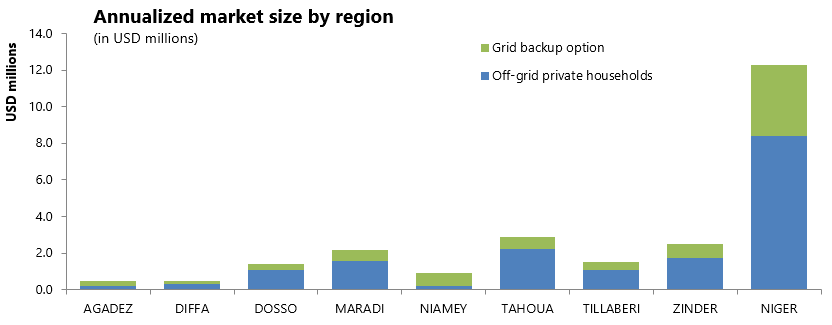 Annualized market size by region
(in USD millions)
USD millions
14.0
12.0
10.0
8.0
6.0
4.0
2.0
0.0
Grid backup option
Off-grid private households
AGADEZ DIFFA DOSSO MARADI NIAMEY TAHOUA TILLABERI ZINDER NIGER